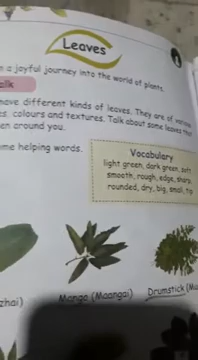 Leaves
a joyful journey into the world of plants.
alk
have different kinds of leaves. They are of various
s, colours and textures. Talk about some leaves that
en around you.
me helping words.
Vocabulary
light green, dark green, soft
smooth, rough, edge, sharp,
rounded, dry, big, small, tip
zhai)
Mango (Maangai)
Drumstick (Mu